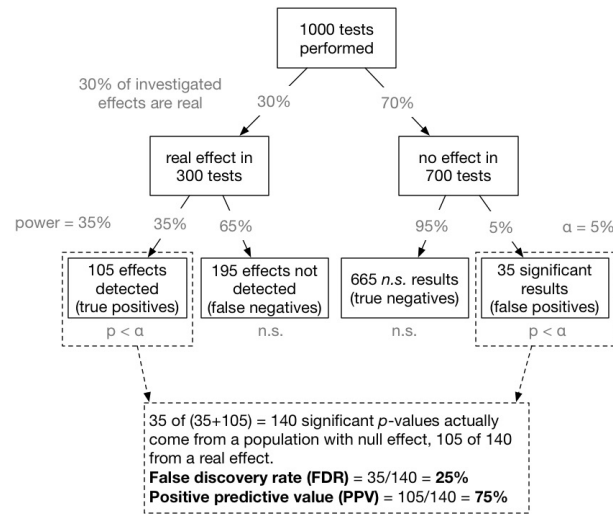 1000 tests
performed
30% of investigated
effects are real
30%
70%
real effect in
300 tests
no effect in
700 tests
power = 35%
35%
65%
95%
5%
α = 5%
105 effects
detected
(true positives)
195 effects not
detected
(false negatives)
665 n.s. results
(true negatives)
35 significant
results
(false positives)
p < α
n.s.
n.s.
p < α
35 of (35+105) = 140 significant p-values actually
come from a population with null effect, 105 of 140
from a real effect.
False discovery rate (FDR) = 35/140 = 25%
Positive predictive value (PPV) = 105/140 = 75%